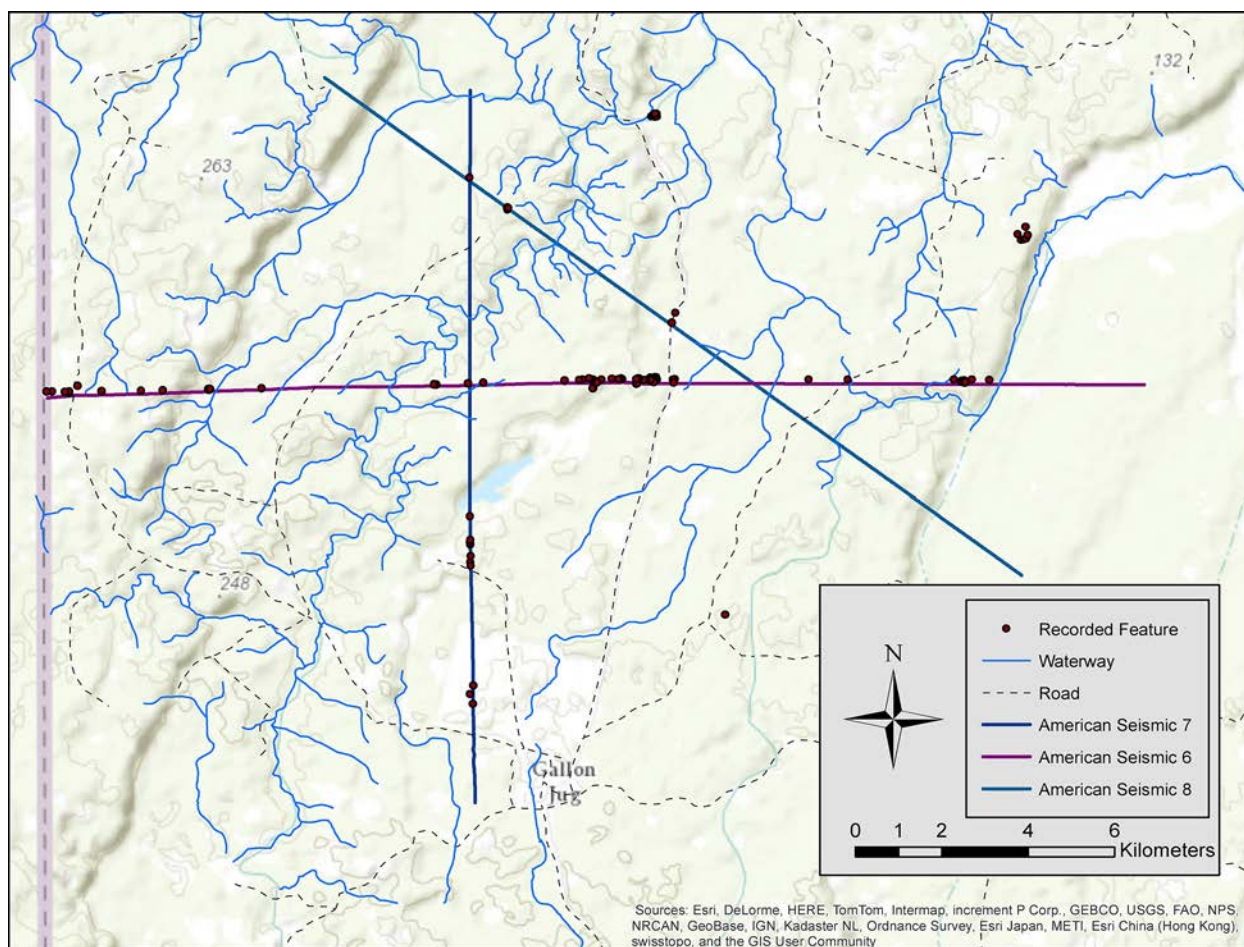 132
263
248
Gallon
Jug
N
Recorded Feature
Waterway
Road
American Seismic 7
American Seismic 6
American Seismic 8
0 1 2 4 6
Kilometers
Sources: Esri, DeLorme, HERE, TomTom, Intermap, increment P Corp., GEBCO, USGS, FAO, NPS,
NRCAN, GeoBase, IGN, Kadaster NL, Ordnance Survey, Esri Japan, METI, Esri China (Hong Kong),
swisstopo, and the GIS User Community